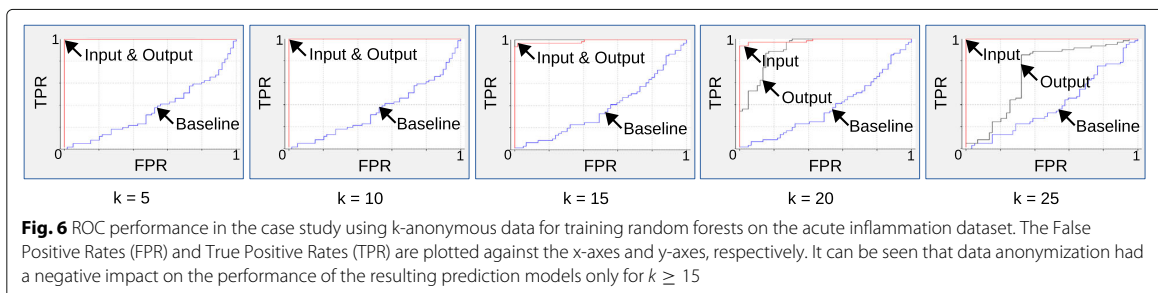 1
Input & Output
TPR
Baseline
0
FPR
1
k = 5
1
Input & Output
TPR
Baseline
0
FPR
1
k = 10
1
Input & Output
TPR
Baseline
0
FPR
1
k = 15
1
Input
TPR
Output
Baseline
0
FPR
1
k = 20
1
Input
TPR
Output
Baseline
0
FPR
1
k = 25
Fig. 6 ROC performance in the case study using k-anonymous data for training random forests on the acute inflammation dataset. The False
Positive Rates (FPR) and True Positive Rates (TPR) are plotted against the x-axes and y-axes, respectively. It can be seen that data anonymization had
a negative impact on the performance of the resulting prediction models only for k ≥ 15